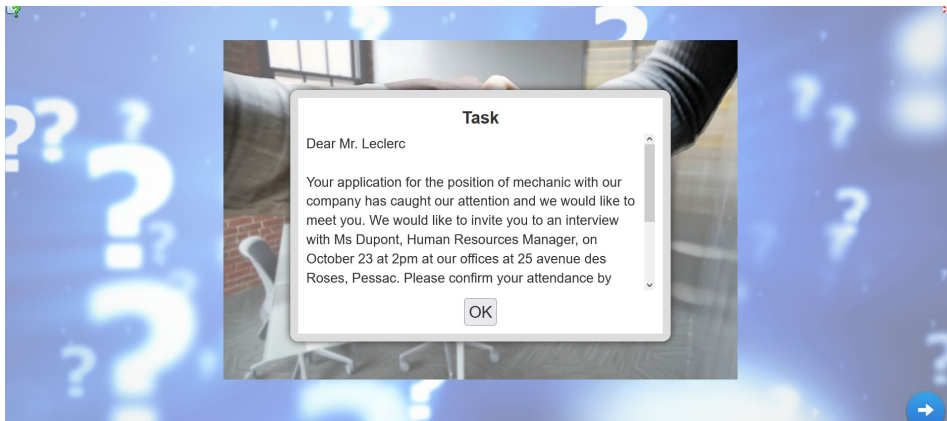 Task
Dear Mr. Leclerc
Your application for the position of mechanic with our
company has caught our attention and we would like to
meet you. We would like to invite you to an interview
with Ms Dupont, Human Resources Manager, on
October 23 at 2pm at our offices at 25 avenue des
Roses, Pessac. Please confirm your attendance by
OK